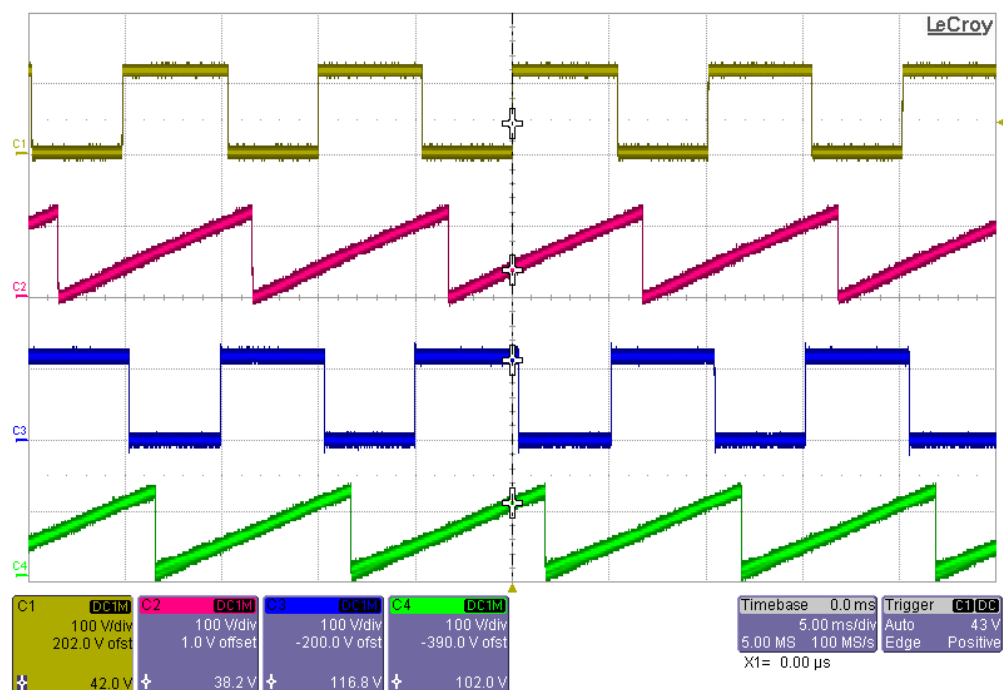 LeCroy
C1
C2
C3
C4
C1 DC1M
100 V/div
202.0 V ofst
42.0 V
C2 DC1M
100 V/div
1.0 V offset
38.2 V
C3 DC1M
100 V/div
-200.0 V ofst
116.8 V
C4 DC1M
100 V/div
-390.0 V ofst
102.0 V
Timebase 0.0 ms
5.00 ms/div
5.00 MS 100 MS/s
Trigger C1 DC
Auto 43 V
Edge Positive
X1= 0.00 µs